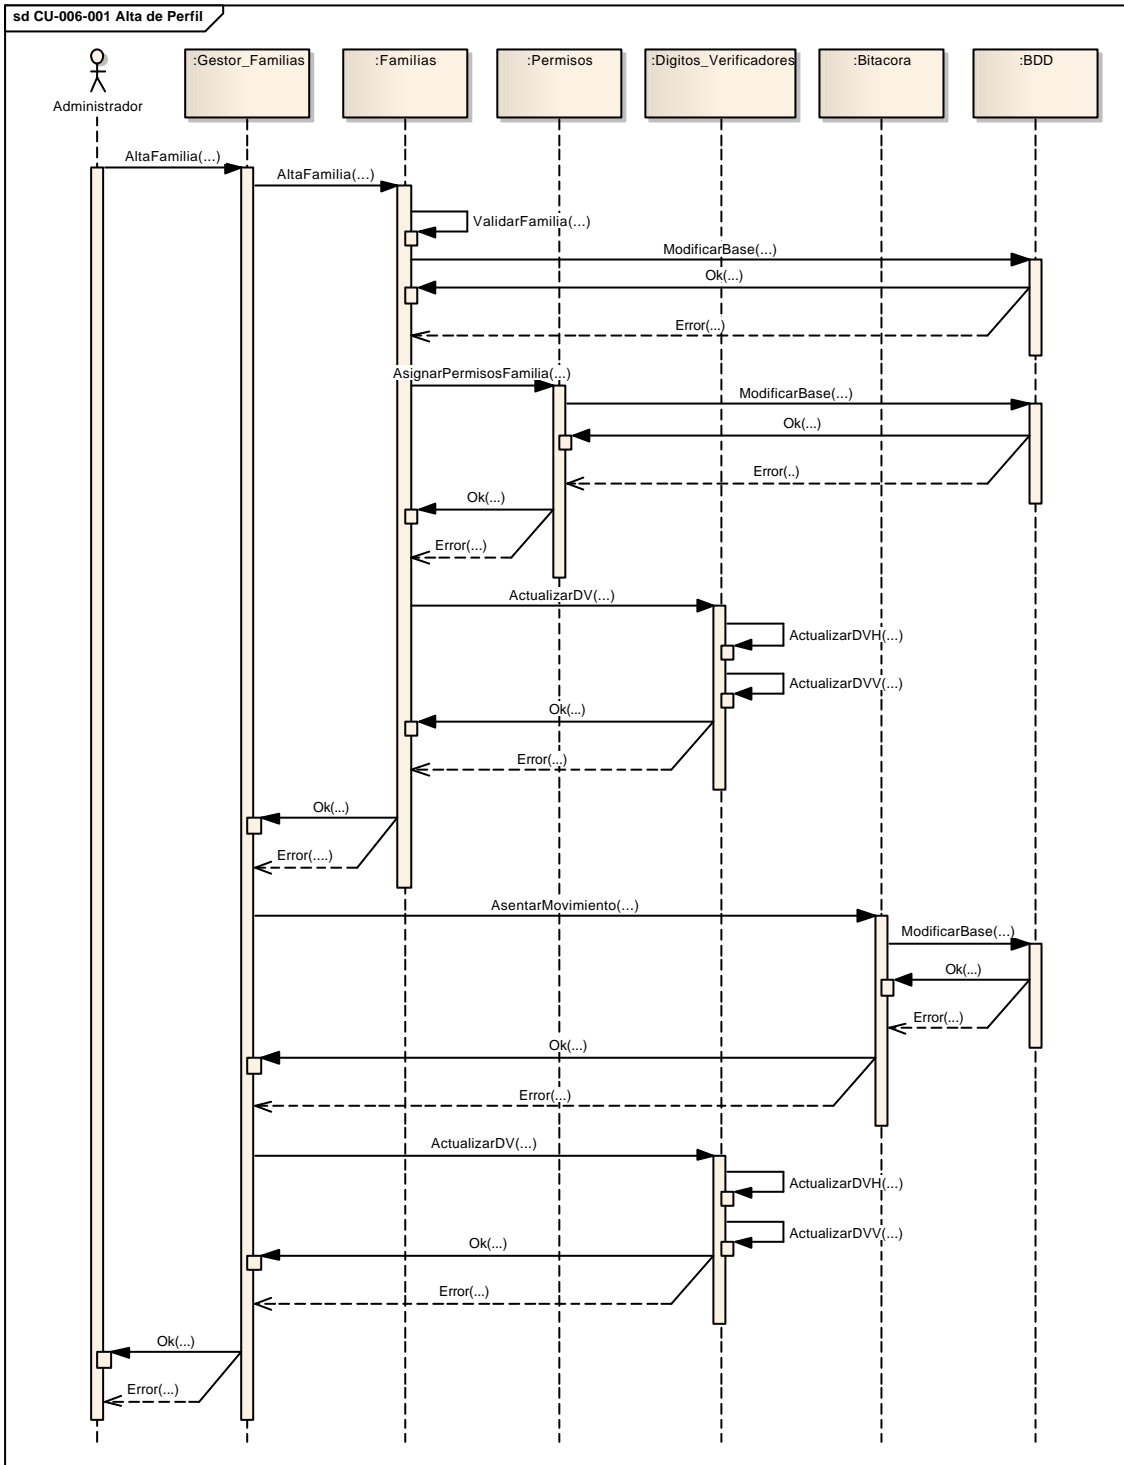 sd CU-006-001 Alta de Perfil
:Gestor_Familias
:Familias
:Permisos
:Digitos_Verificadores
:Bitacora
:BDD
Administrador
AltaFamilia(...)
AltaFamilia(...)
ValidarFamilia(...)
ModificarBase(...)
Ok(...)
Error(...)
AsignarPermisosFamilia(...)
ModificarBase(...)
Ok(...)
Error(..)
Ok(...)
Error(...)
ActualizarDV(...)
ActualizarDVH(...)
ActualizarDVV(...)
Ok(...)
Error(...)
Ok(...)
Error(....)
AsentarMovimiento(...)
ModificarBase(...)
Ok(...)
Error(...)
Ok(...)
Error(...)
ActualizarDV(...)
ActualizarDVH(...)
ActualizarDVV(...)
Ok(...)
Error(...)
Ok(...)
Error(...)